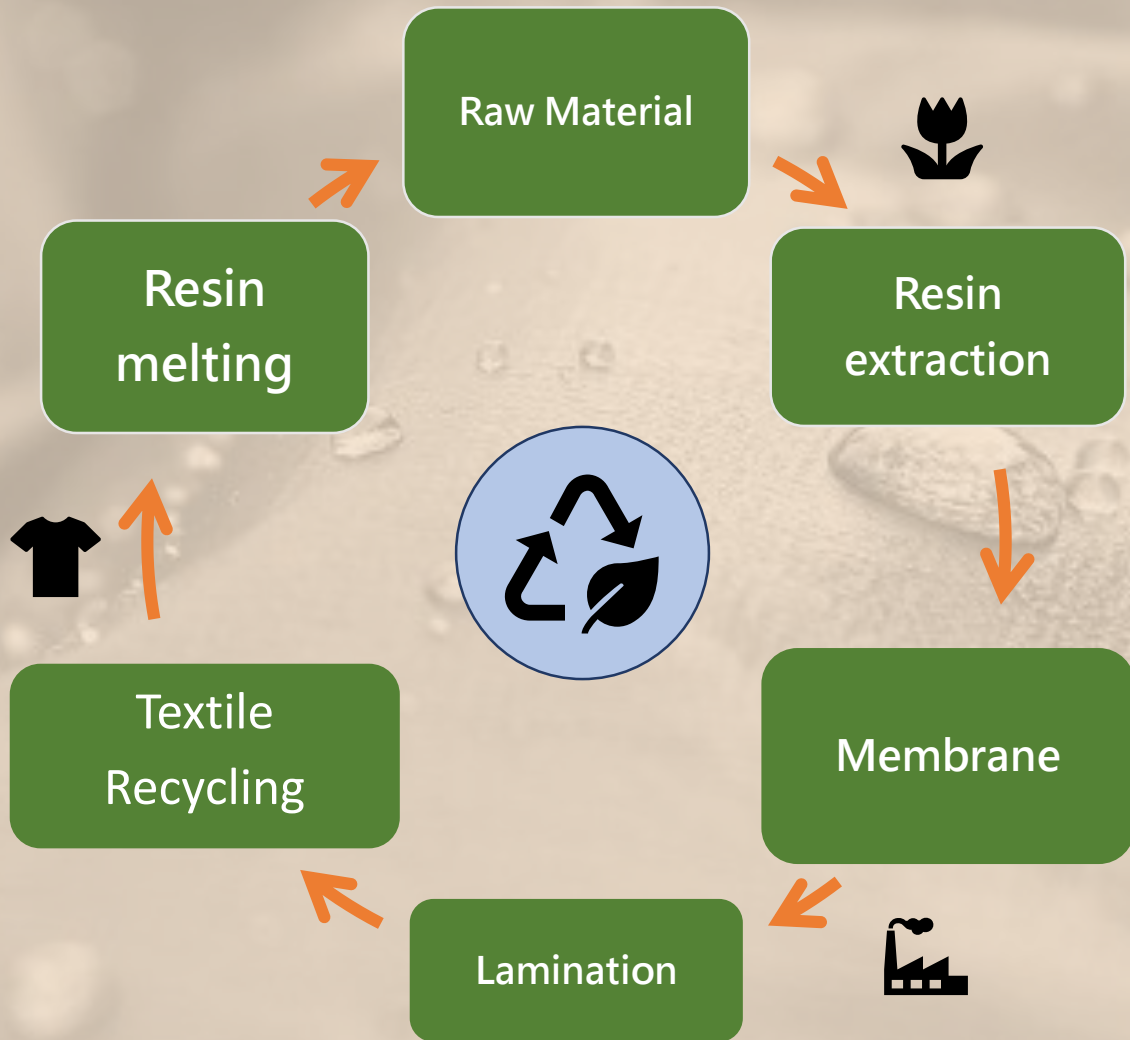 Raw Material
Resin
extraction
Membrane
Lamination
Textile
Recycling
Resin
melting